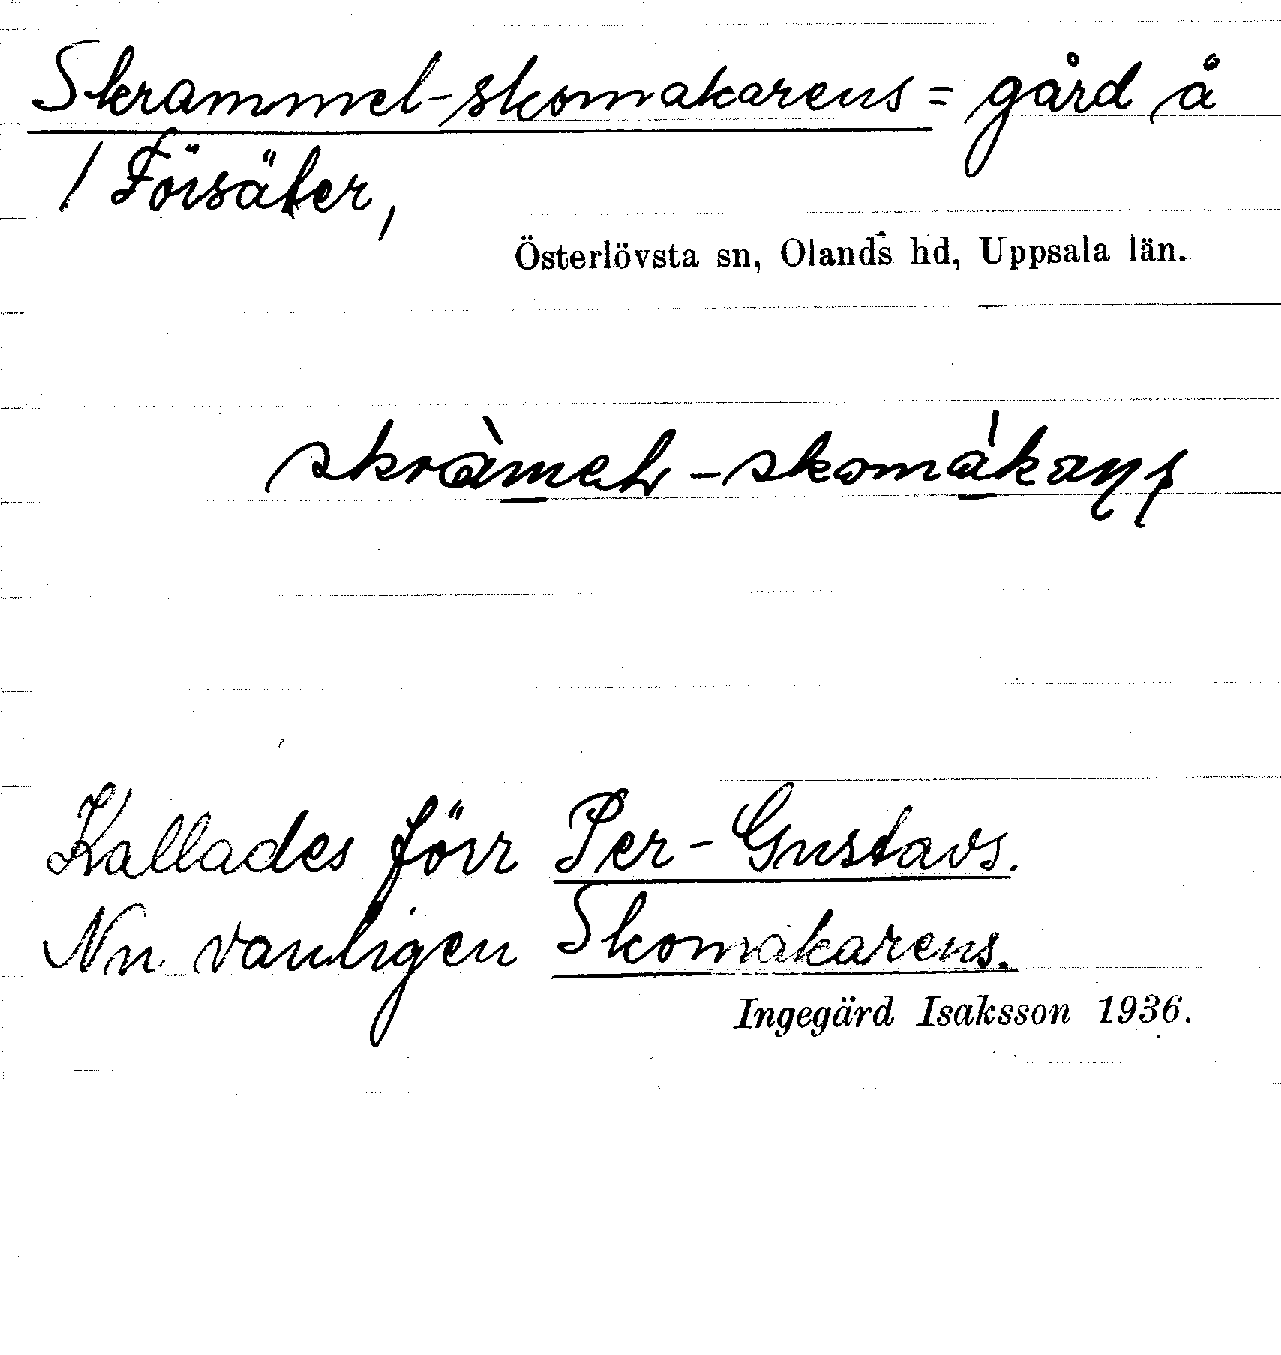 Skrammel-skomakarens = gård å
/ Försäter,
Österlövsta sn, Olands hd, Uppsala län.
skràmel-skomákaṇs
Kallades förr Per-Gustavs.
Nu vanligen Skomakarens.
Ingegärd Isaksson 1936.